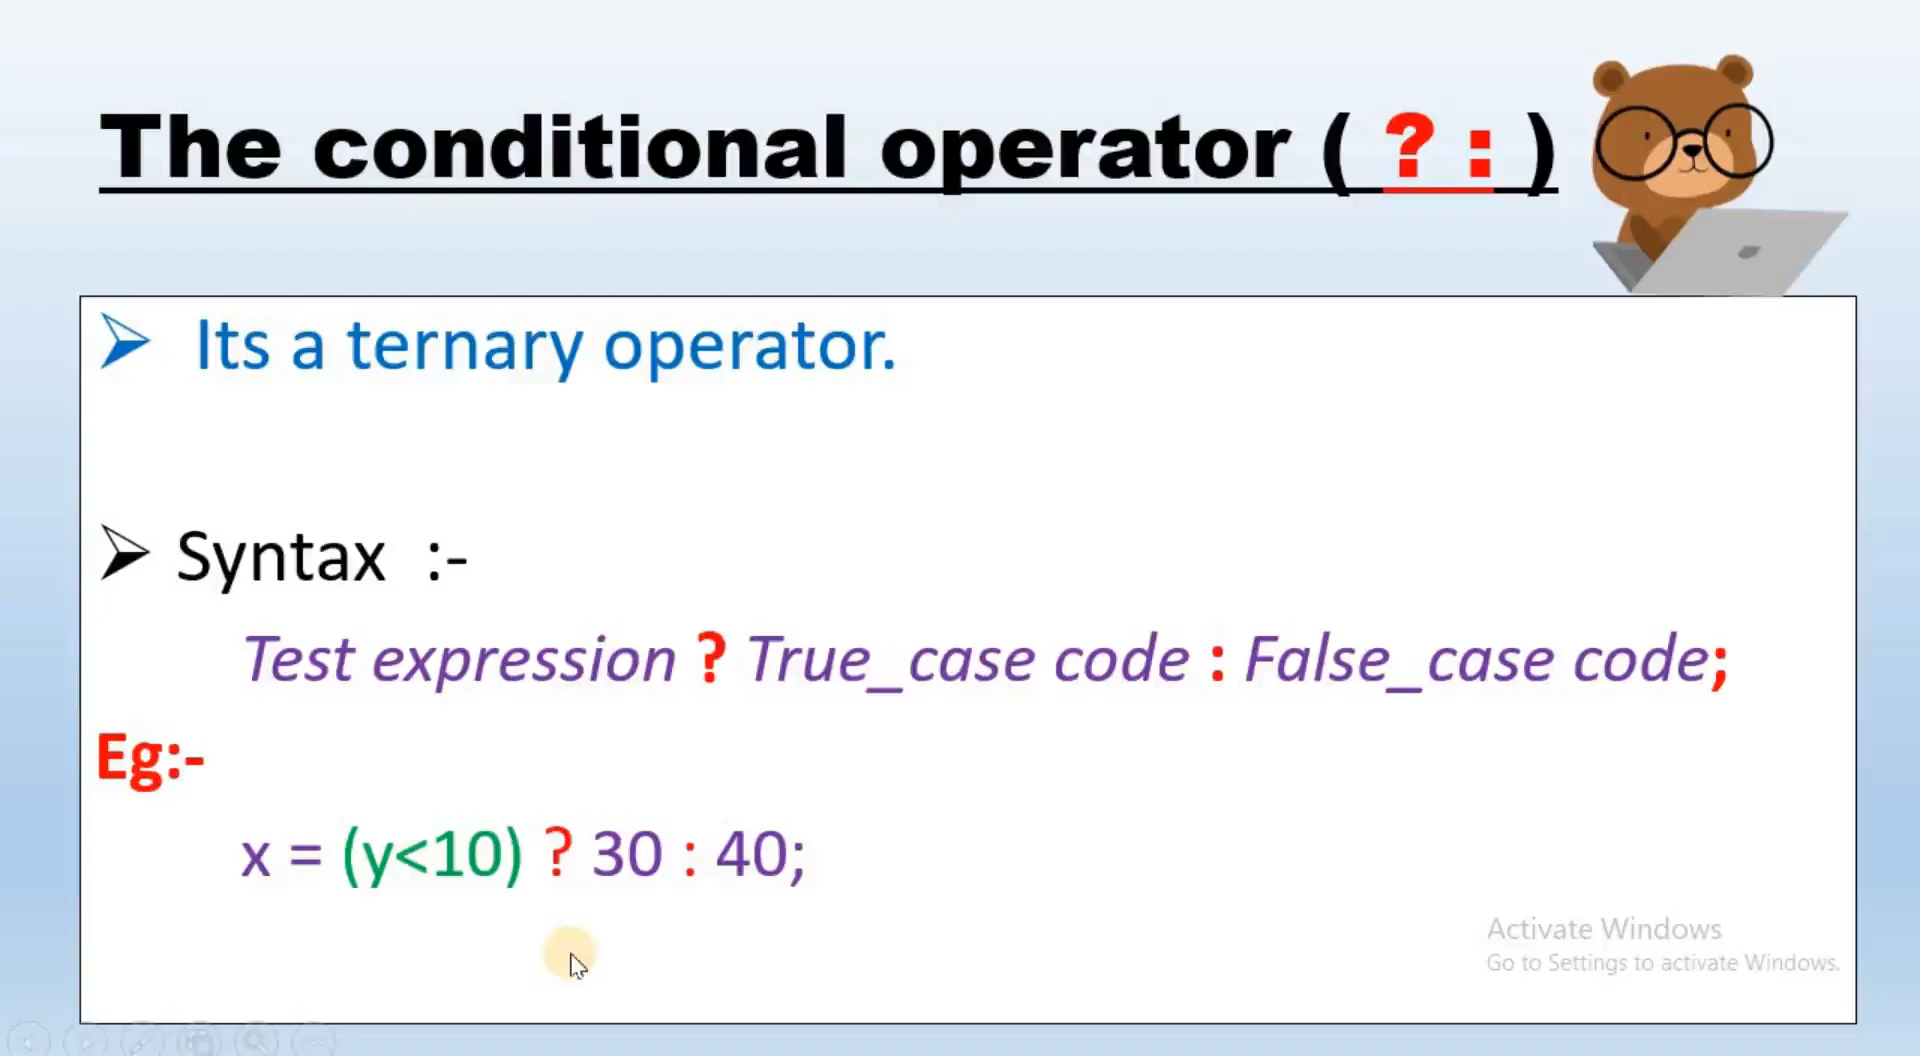 The conditional operator ( ? : )
Its a ternary operator.
Syntax :-
Test expression ? True_case code : False_case code;
Eg:-
x = (y<10) ? 30 : 40;
Activate Windows
Go to Settings to activate Windows.